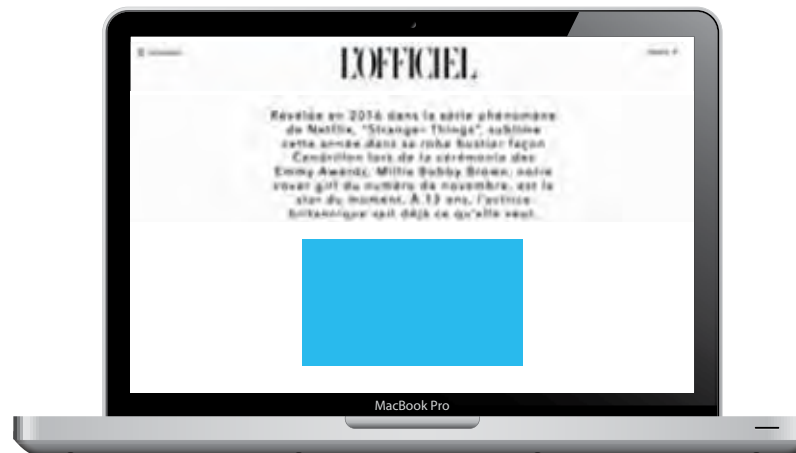 L'OFFICIEL
Révélée en 2016 dans la série phénomène
de Netflix, "Stranger Things", sublime
cette année dans sa robe bustier façon
Cendrillon lors de la cérémonie des
Emmy Awards, Millie Bobby Brown, notre
cover girl du numéro de novembre, est la
star du moment. À 13 ans, l'actrice
britannique sait déjà ce qu'elle veut.
MacBook Pro